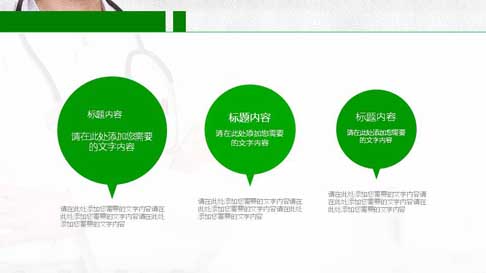 标题内容
请在此处添加您需要
的文字内容
标题内容
请在此处添加您需要
的文字内容
标题内容
请在此处添加您需要
的文字内容
请在此处添加您需要的文字内容请在
此处添加您需要的文字内容请在此处
添加您需要的文字内容
请在此处添加您需要的文字内容请在
此处添加您需要的文字内容请在此处
添加您需要的文字内容
请在此处添加您需要的文字内容请
在此处添加您需要的文字内容请在
此处添加您需要的文字内容